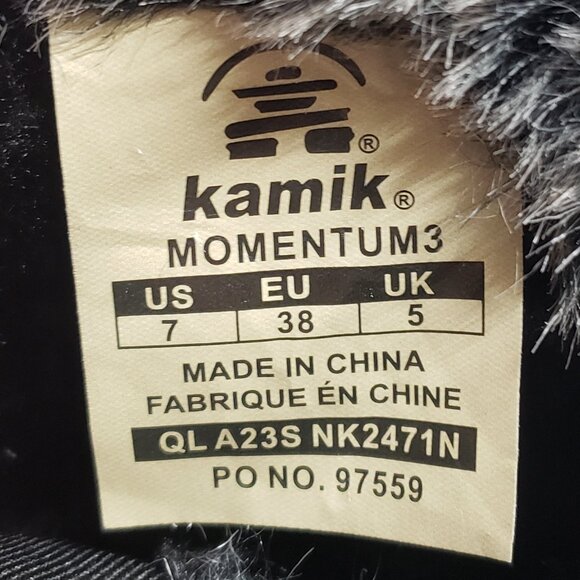 ®
kamik®
MOMENTUM3
US EU UK
7 38 5
MADE IN CHINA
FABRIQUE ÉN CHINE
QL A23S NK2471N
PO NO. 97559